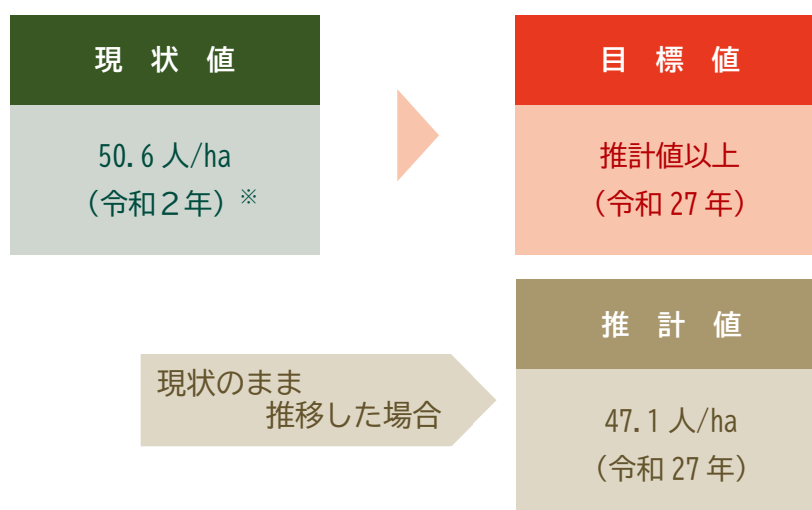 現 状 値
50.6 人/ha
（令和２年）※
目 標 値
推計値以上
（令和 27 年）
現状のまま
推移した場合
推 計 値
47.1 人/ha
（令和 27 年）